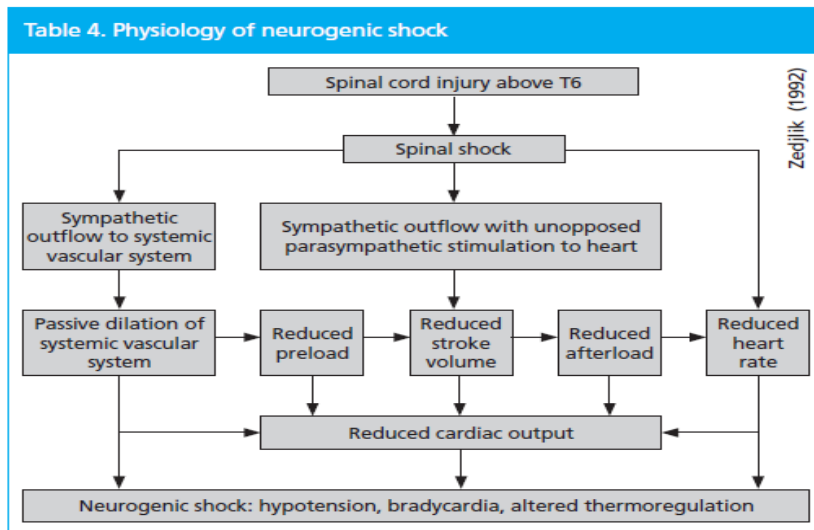 Table 4. Physiology of neurogenic shock
Spinal cord injury above T6
Zedjlik (1992)
Spinal shock
Sympathetic
outflow to systemic
vascular system
Sympathetic outflow with unopposed
parasympathetic stimulation to heart
Passive dilation of
systemic vascular
system
Reduced
preload
Reduced
stroke
volume
Reduced
afterload
Reduced
heart
rate
Reduced cardiac output
Neurogenic shock: hypotension, bradycardia, altered thermoregulation